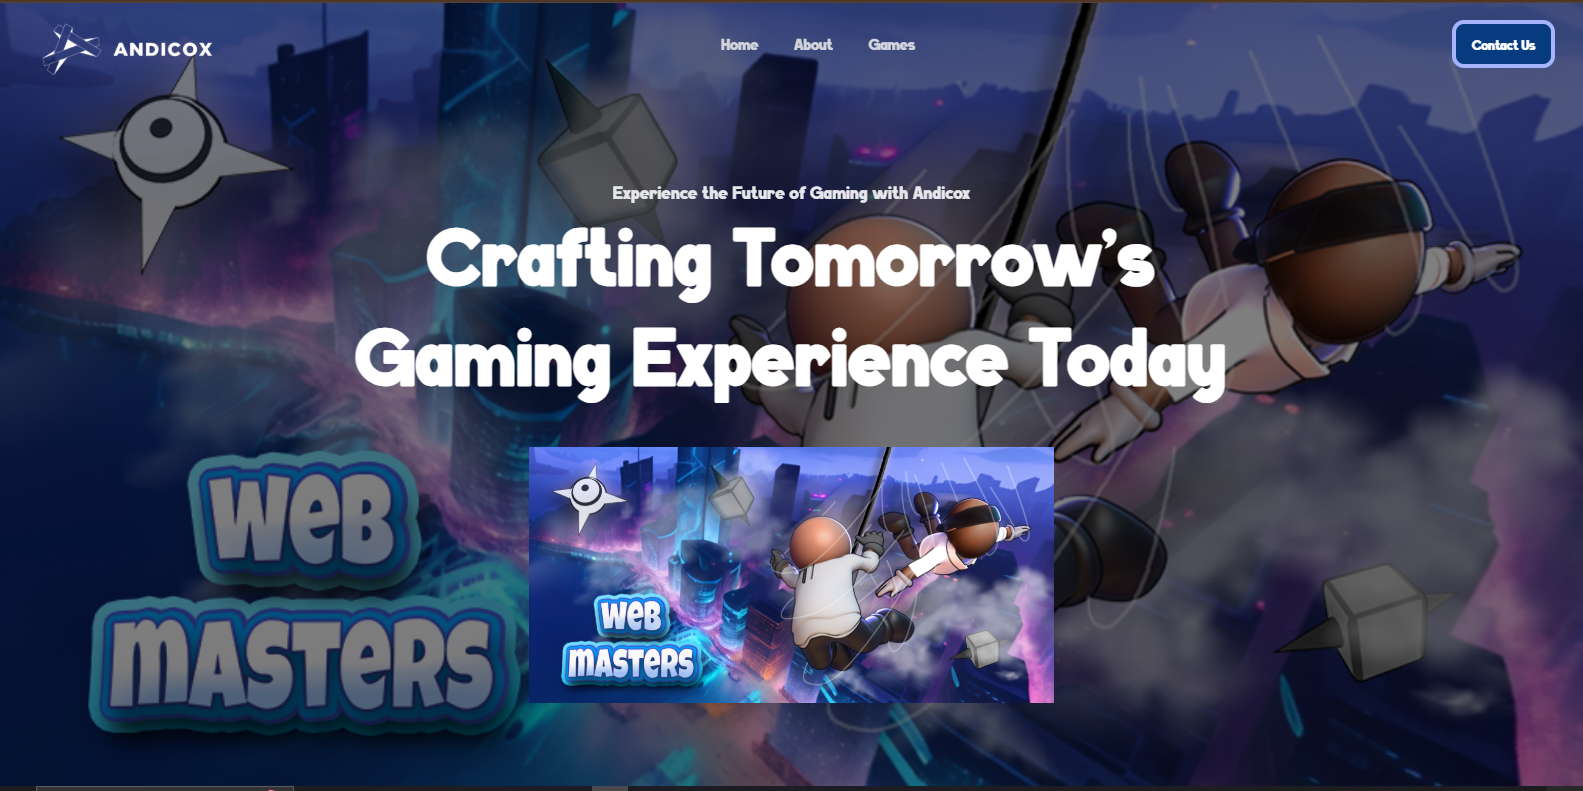 ANDICOX
Home
About
Games
Contact Us
Experience the Future of Gaming with Andicox
Crafting Tomorrow's
Gaming Experience Today
WEB
MASTERS
WEB
MASTERS